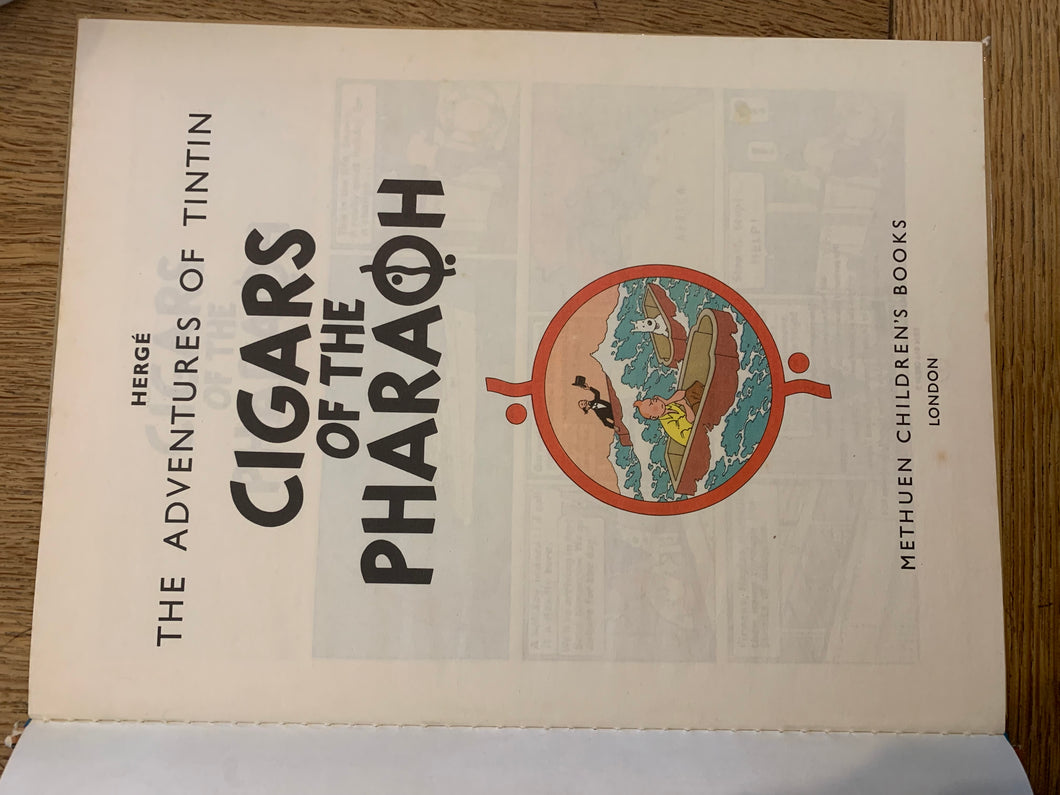 HERGÉ
THE ADVENTURES OF TINTIN
CIGARS
OF THE
PHARAOH
METHUEN CHILDREN'S BOOKS
LONDON